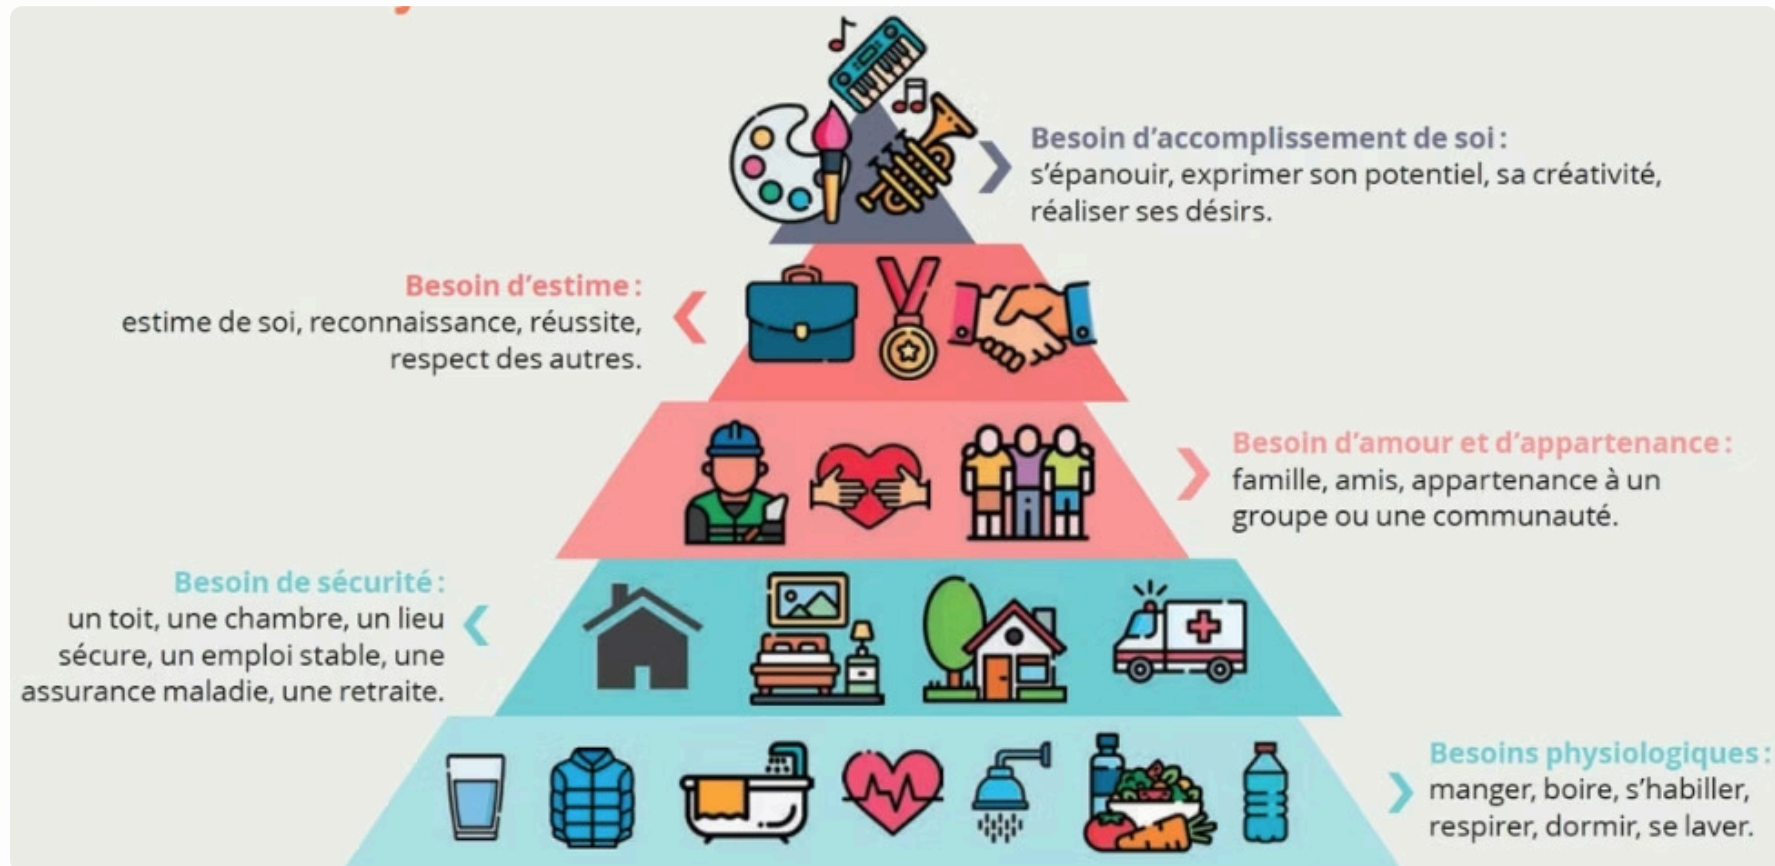 Besoin d’accomplissement de soi :
s’épanouir, exprimer son potentiel, sa créativité,
réaliser ses désirs.
Besoin d’estime :
estime de soi, reconnaissance, réussite,
respect des autres.
Besoin d’amour et d’appartenance :
famille, amis, appartenance à un
groupe ou une communauté.
Besoin de sécurité :
un toit, une chambre, un lieu
sécure, un emploi stable, une
assurance maladie, une retraite.
Besoins physiologiques :
manger, boire, s’habiller,
respirer, dormir, se laver.